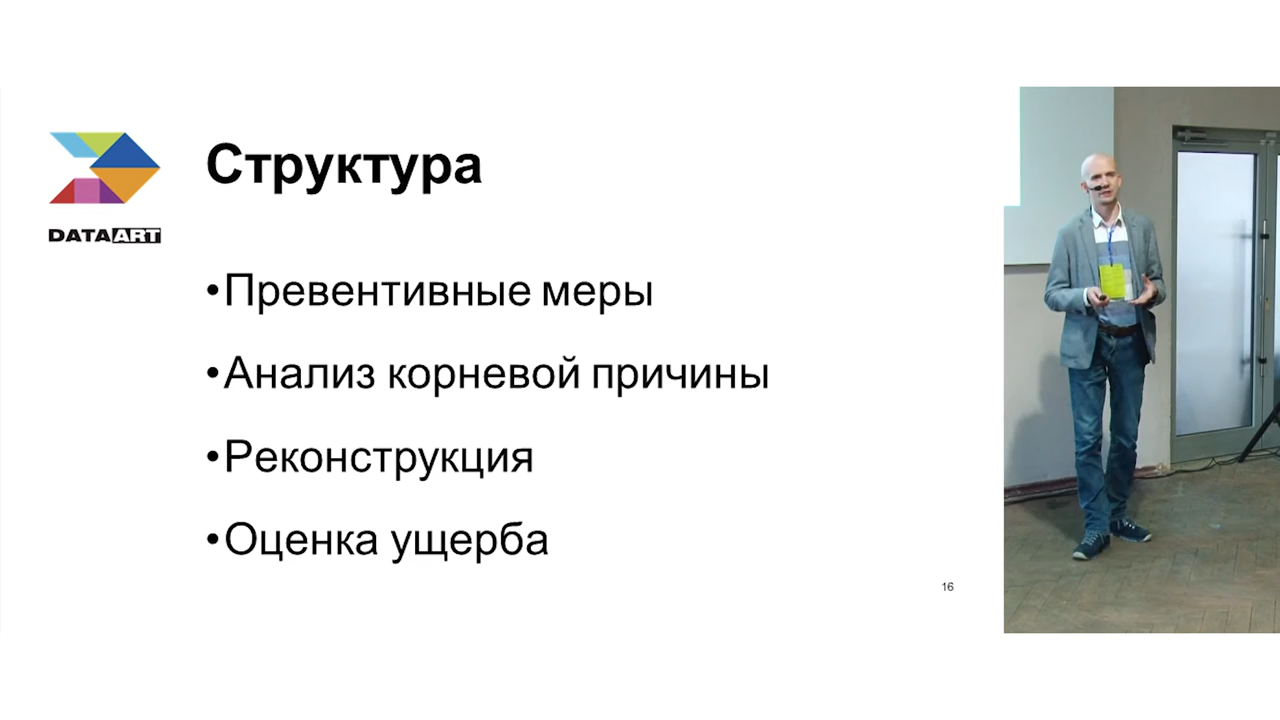 Структура
DATAART
•Превентивные меры
•Анализ корневой причины
•Реконструкция
•Оценка ущерба
16